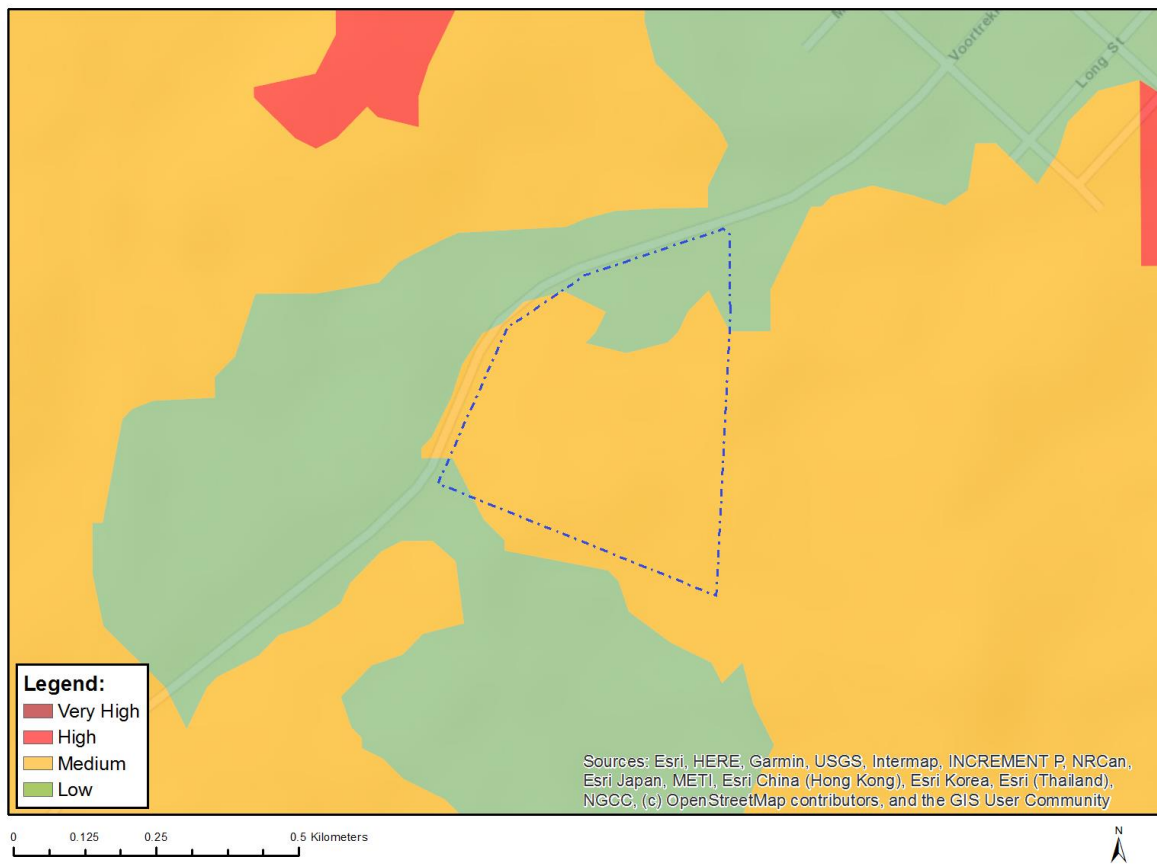 Voortrek
Long St
Legend:
Very High
High
Medium
Low
Sources: Esri, HERE, Garmin, USGS, Intermap, INCREMENT P, NRCan,
Esri Japan, METI, Esri China (Hong Kong), Esri Korea, Esri (Thailand),
NGCC, (c) OpenStreetMap contributors, and the GIS User Community
0 0.125 0.25 0.5 Kilometers
N